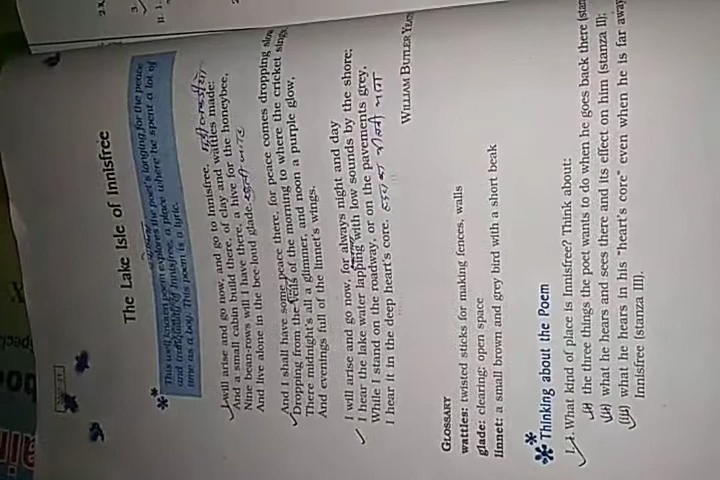 The Lake Isle of Innisfree
This well known poem explores the poet's longing for the peace
and tranquility of Innisfree, a place where he spent a lot of
time as a boy. This poem is a lyric.
I will arise and go now, and go to Innisfree,
And a small cabin build there, of clay and wattles made:
Nine bean-rows will I have there, a hive for the honeybee,
And live alone in the bee-loud glade.
And I shall have some peace there, for peace comes dropping slow
Dropping from the veils of the morning to where the cricket sings
There midnight's all a glimmer, and noon a purple glow,
And evenings full of the linnet's wings.
I will arise and go now, for always night and day
I hear the lake water lapping with low sounds by the shore;
While I stand on the roadway, or on the pavements grey,
I hear it in the deep heart's core.
WILLIAM BUTLER YEATS
GLOSSARY
wattles: twisted sticks for making fences, walls
glade: clearing; open space
linnet: a small brown and grey bird with a short beak
Thinking about the Poem
I. 1. What kind of place is Innisfree? Think about:
(i) the three things the poet wants to do when he goes back there (stan
(ii) what he hears and sees there and its effect on him (stanza II);
(iii) what he hears in his "heart's core" even when he is far away
Innisfree (stanza III).